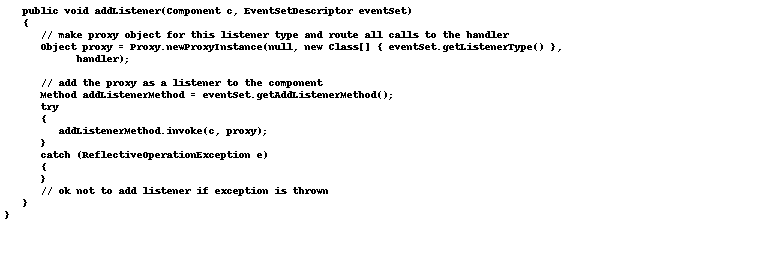 public void addListener(Component c, EventSetDescriptor eventSet)
{
// make proxy object for this listener type and route all calls to the handler
Object proxy = Proxy.newProxyInstance(null, new Class[] { eventSet.getListenerType() },
handler);
// add the proxy as a listener to the component
Method addListenerMethod = eventSet.getAddListenerMethod();
try
{
addListenerMethod.invoke(c, proxy);
}
catch (ReflectiveOperationException e)
{
}
// ok not to add listener if exception is thrown
}
}